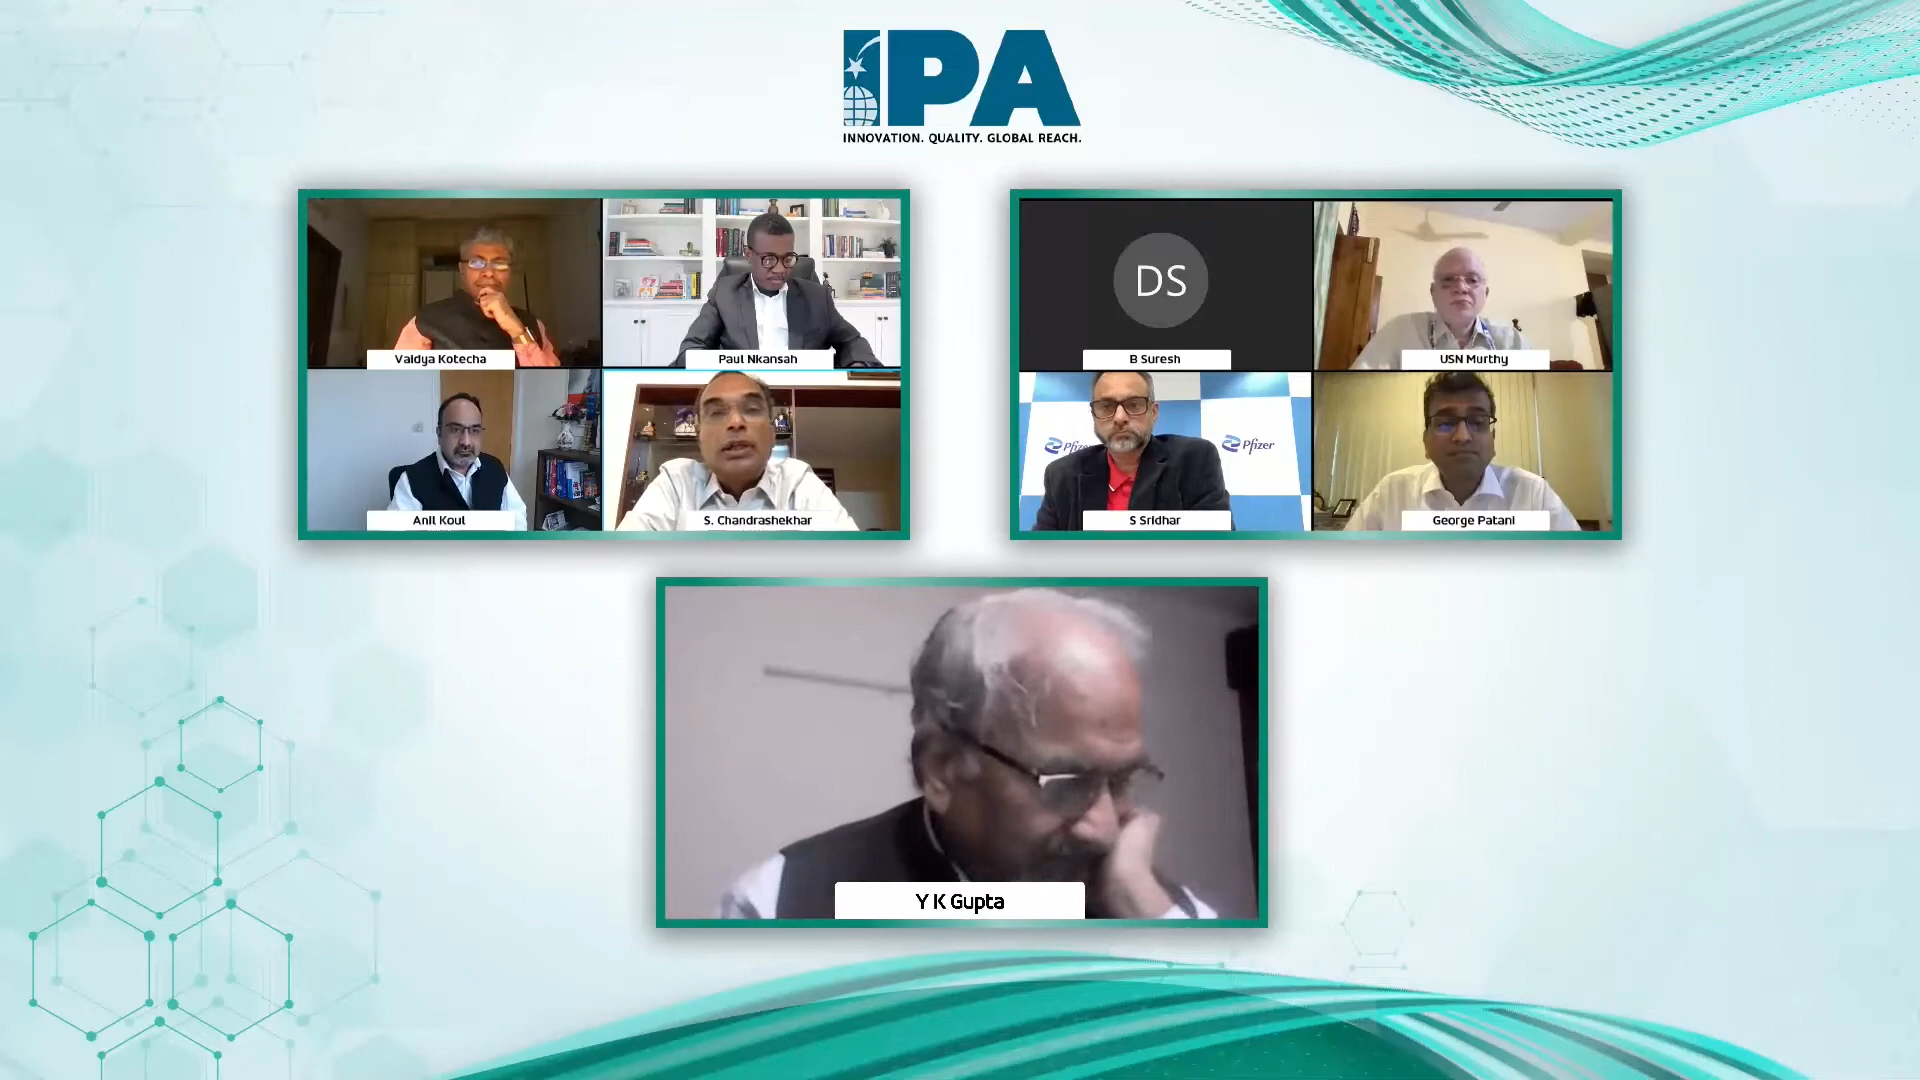 IPA
INNOVATION. QUALITY. GLOBAL REACH.
Vaidya Kotecha
Paul Nkansah
Anil Koul
S. Chandrashekhar
DS
B Suresh
USN Murthy
Pfizer
Pfizer
S Sridhar
George Patani
Y K Gupta